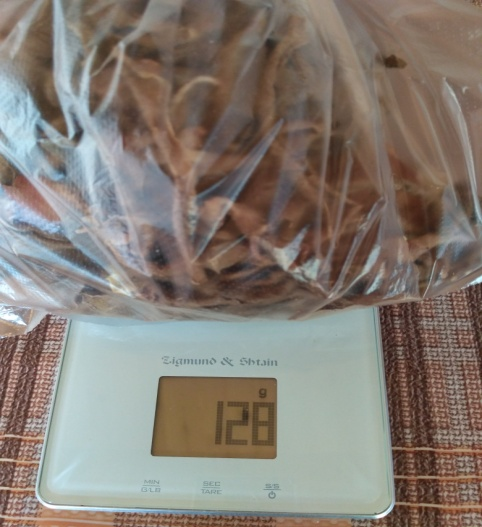 Zigmund & Shtain
g
128
MIN SEC S/S
G/LB TARE